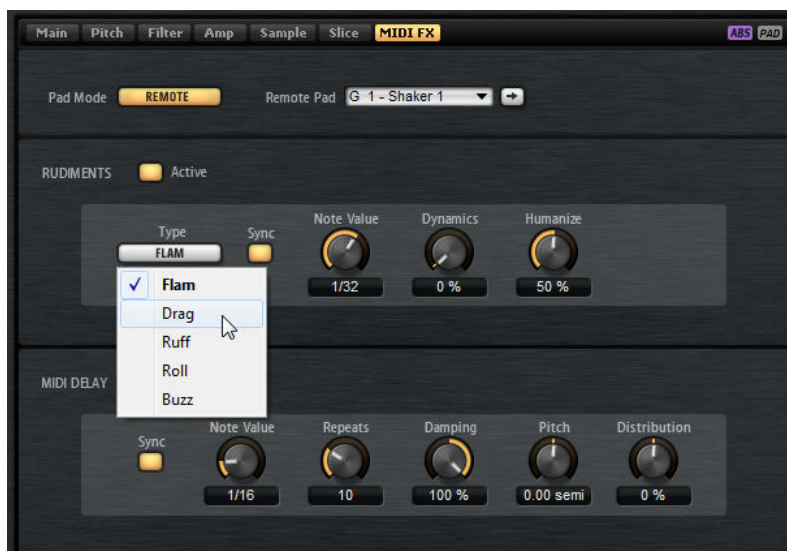 Main Pitch Filter Amp Sample Slice MIDI FX ABS PAD
Pad Mode REMOTE Remote Pad G 1 - Shaker 1
RUDIMENTS Active
Type Sync Note Value Dynamics Humanize
FLAM 1/32 0 % 50 %
Flam
Drag
Ruff
Roll
Buzz
MIDI DELAY
Sync Note Value Repeats Damping Pitch Distribution
1/16 10 100 % 0.00 semi 0 %